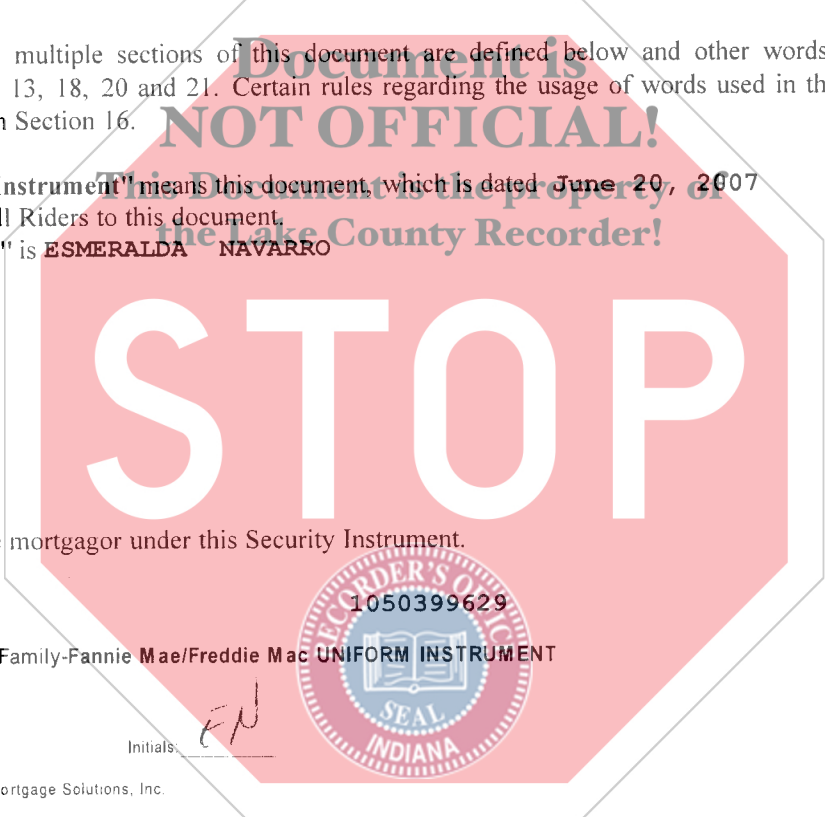 multiple sections of this document are defined below and other words
13, 18, 20 and 21. Certain rules regarding the usage of words used in th
n Section 16.
Document is
NOT OFFICIAL!
This Document is the property of
the Lake County Recorder!
nstrument" means this document, which is dated June 20, 2007
ll Riders to this document.
" is ESMERALDA NAVARRO
STOP
e mortgagor under this Security Instrument.
RECORDER'S OFFICE
1050399629
Family-Fannie Mae/Freddie Mac UNIFORM INSTRUMENT
SEAL
INDIANA
Initials: EN
ortgage Solutions, Inc.